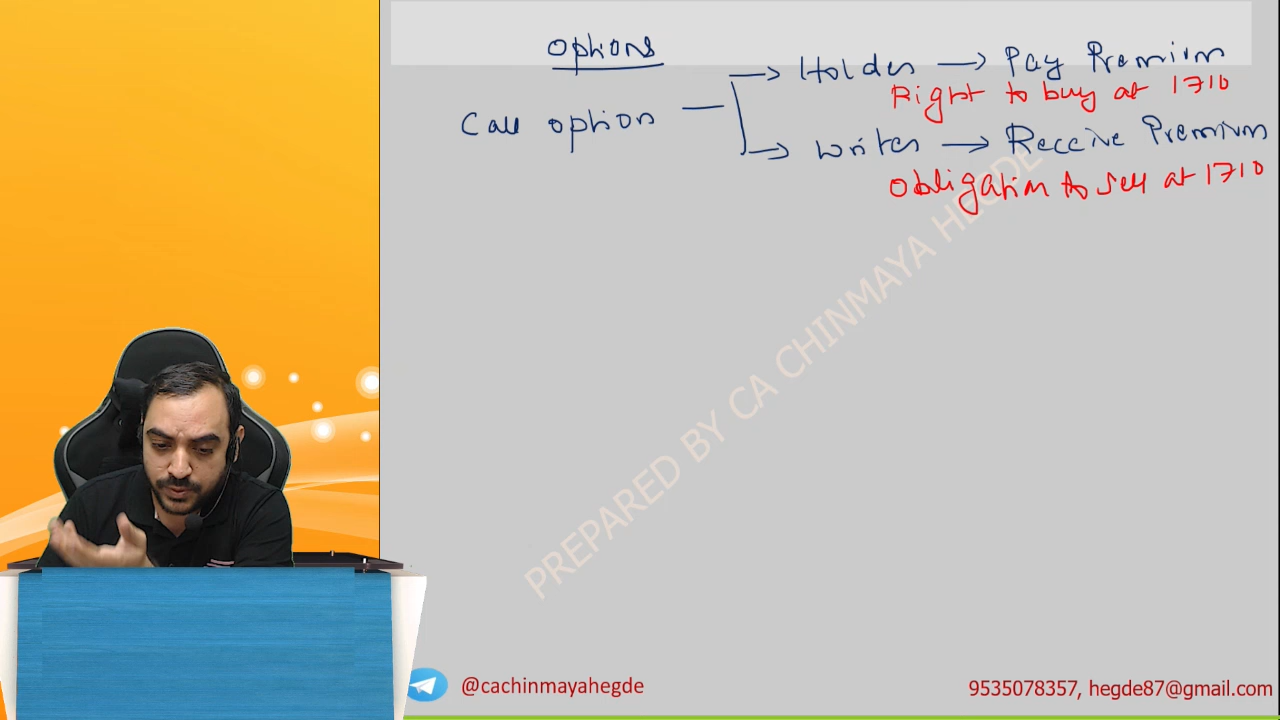 Options
Call option
Holder → Pay Premium
Right to buy at 1710
Writer → Receive Premium
Obligation to sell at 1710
PREPARED BY CA CHINMAYA HEGDE
@cachinmayahegde
9535078357, hegde87@gmail.com